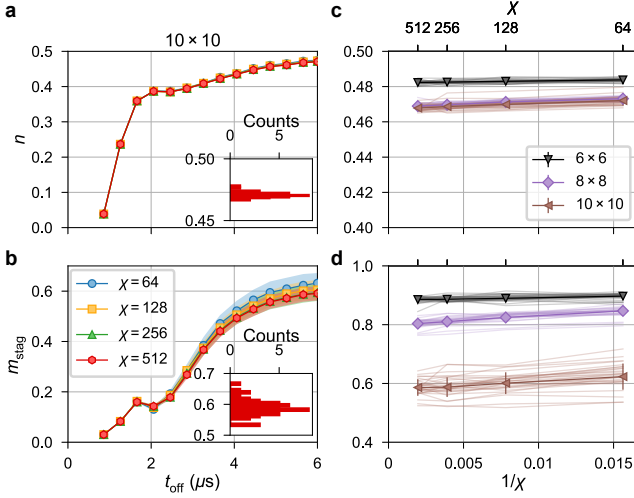 a
10 × 10
0.5
0.4
0.3
0.2
0.1
0.0
n
Counts
0
5
0.50
0.45
b
χ = 64
χ = 128
χ = 256
χ = 512
0.6
0.4
0.2
0.0
m_stag
Counts
0
5
0.7
0.6
0.5
0
2
4
6
t_off (μs)
c
χ
512
256
128
64
0.50
0.48
0.46
0.44
0.42
0.40
6 × 6
8 × 8
10 × 10
d
1.0
0.8
0.6
0.4
0
0.005
0.01
0.015
1/χ